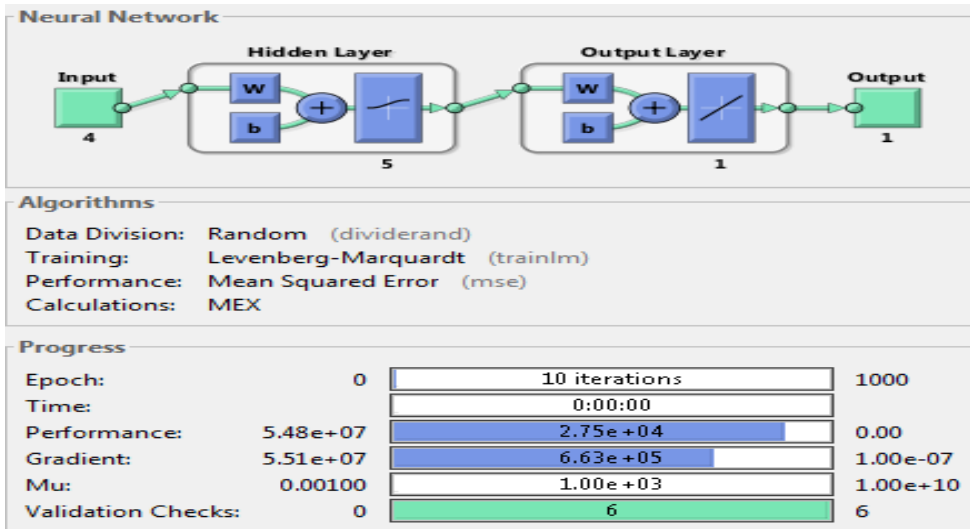 Neural Network
Hidden Layer Output Layer
Input Output
W W
b b
4 5 1 1
Algorithms
Data Division: Random (dividerand)
Training: Levenberg-Marquardt (trainlm)
Performance: Mean Squared Error (mse)
Calculations: MEX
Progress
Epoch: 0 10 iterations 1000
Time: 0:00:00
Performance: 5.48e+07 2.75e+04 0.00
Gradient: 5.51e+07 6.63e+05 1.00e-07
Mu: 0.00100 1.00e+03 1.00e+10
Validation Checks: 0 6 6